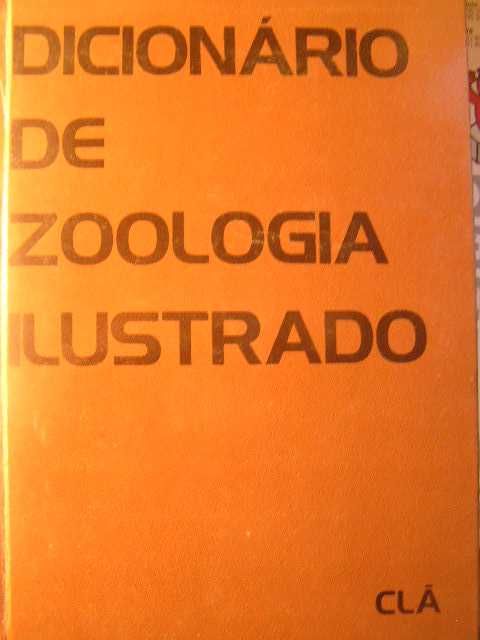 DICIONÁRIO
DE
ZOOLOGIA
ILUSTRADO
CLÃ